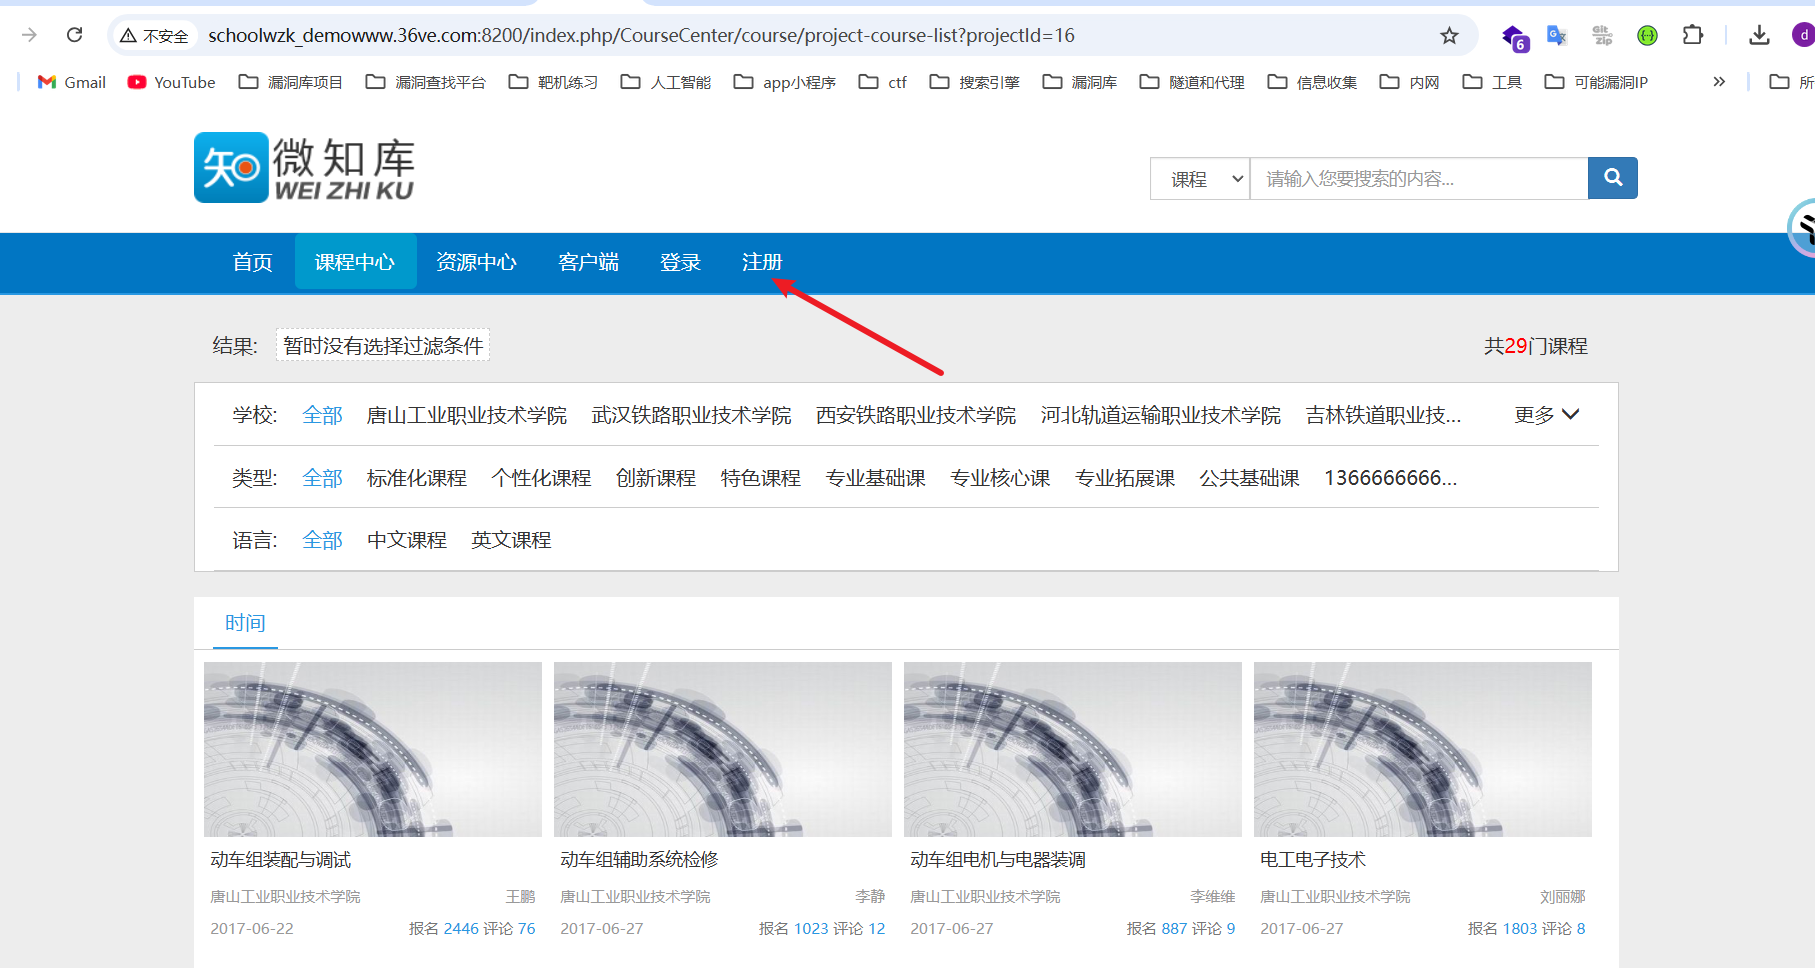 不安全 schoolwzk_demowww.36ve.com:8200/index.php/CourseCenter/course/project-course-list?projectId=16
6 Git zip d
Gmail YouTube 漏洞库项目 漏洞查找平台 靶机练习 人工智能 app小程序 ctf 搜索引擎 漏洞库 隧道和代理 信息收集 内网 工具 可能漏洞IP » 所
知 微知库
WEI ZHI KU
课程 请输入您要搜索的内容...
首页 课程中心 资源中心 客户端 登录 注册
结果: 暂时没有选择过滤条件 共29门课程
学校: 全部 唐山工业职业技术学院 武汉铁路职业技术学院 西安铁路职业技术学院 河北轨道运输职业技术学院 吉林铁道职业技... 更多
类型: 全部 标准化课程 个性化课程 创新课程 特色课程 专业基础课 专业核心课 专业拓展课 公共基础课 1366666666...
语言: 全部 中文课程 英文课程
时间
动车组装配与调试 动车组辅助系统检修 动车组电机与电器装调 电工电子技术
唐山工业职业技术学院 王鹏 唐山工业职业技术学院 李静 唐山工业职业技术学院 李维维 唐山工业职业技术学院 刘丽娜
2017-06-22 报名 2446 评论 76 2017-06-27 报名 1023 评论 12 2017-06-27 报名 887 评论 9 2017-06-27 报名 1803 评论 8